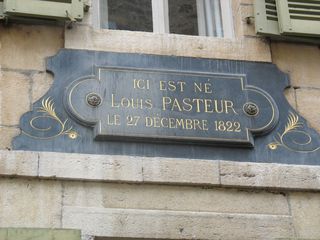 ICI EST NÉ
LOUIS PASTEUR
LE 27 DÉCEMBRE 1822